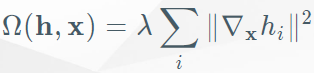 Ω(h, x) = λ ∑ᵢ ‖∇ₓhᵢ‖²